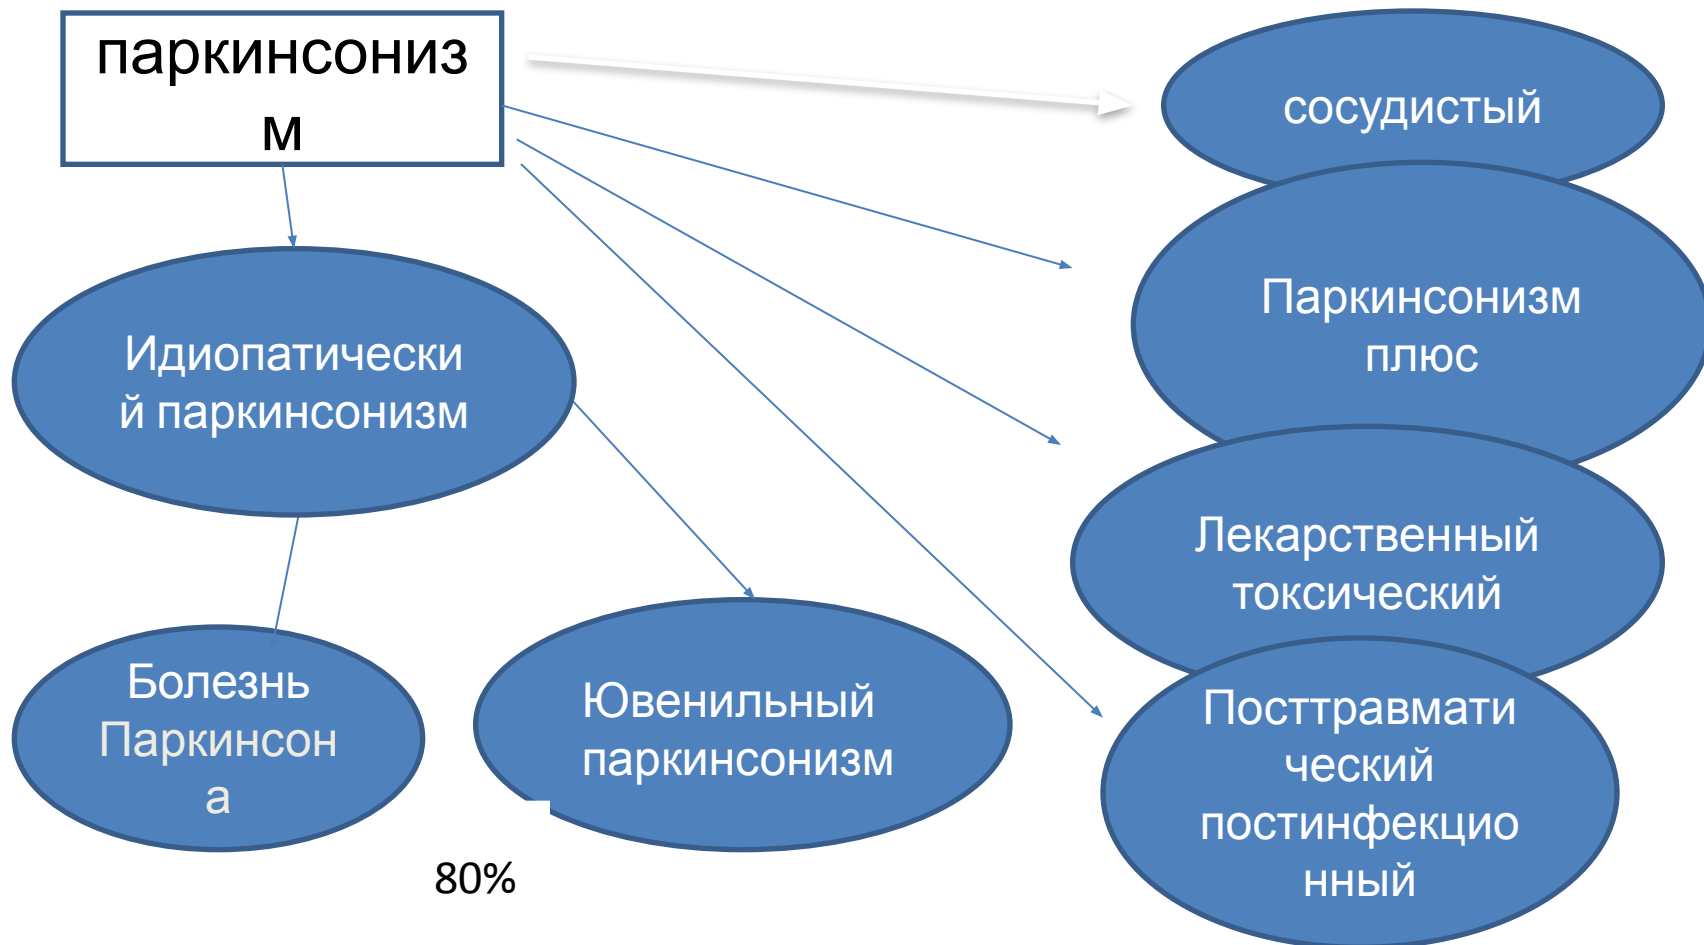 паркинсониз
м
сосудистый
Паркинсонизм
плюс
Идиопатически
й паркинсонизм
Лекарственный
токсический
Болезнь
Паркинсон
а
Ювенильный
паркинсонизм
Посттравмати
ческий
постинфекцио
нный
80%